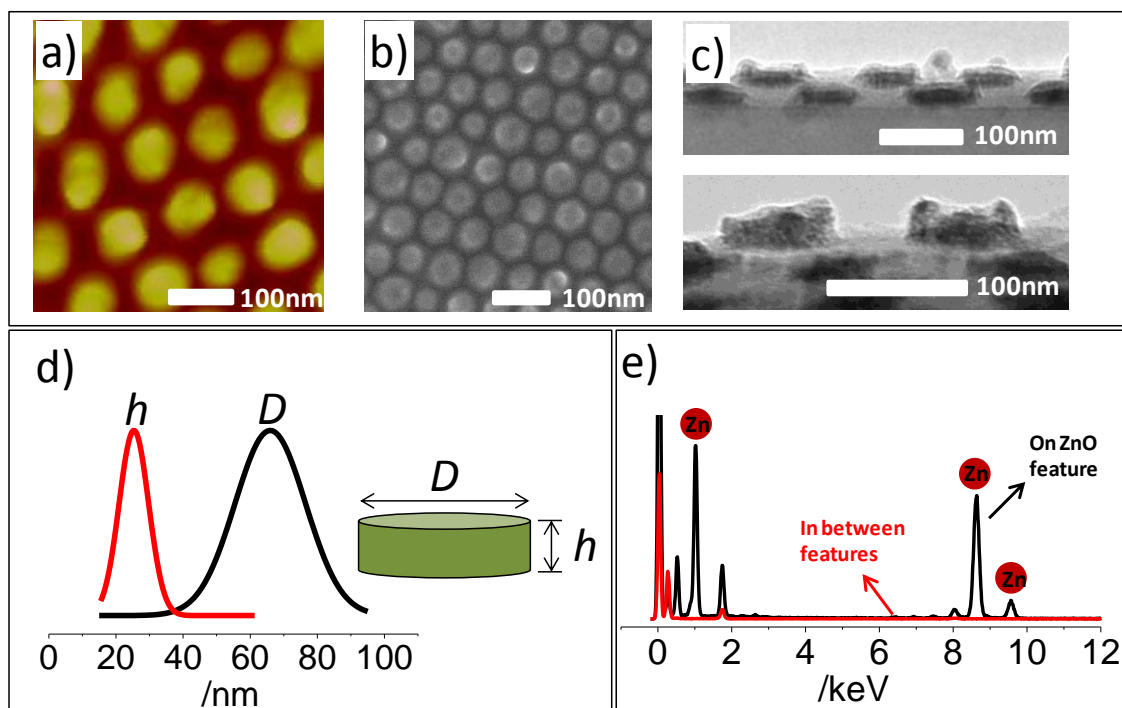 a)
100nm
b)
100nm
c)
100nm
100nm
d)
h
D
D
h
0 20 40 60 80 100
/nm
e)
Zn
On ZnO
feature
Zn
In between
features
Zn
0 2 4 6 8 10 12
/keV